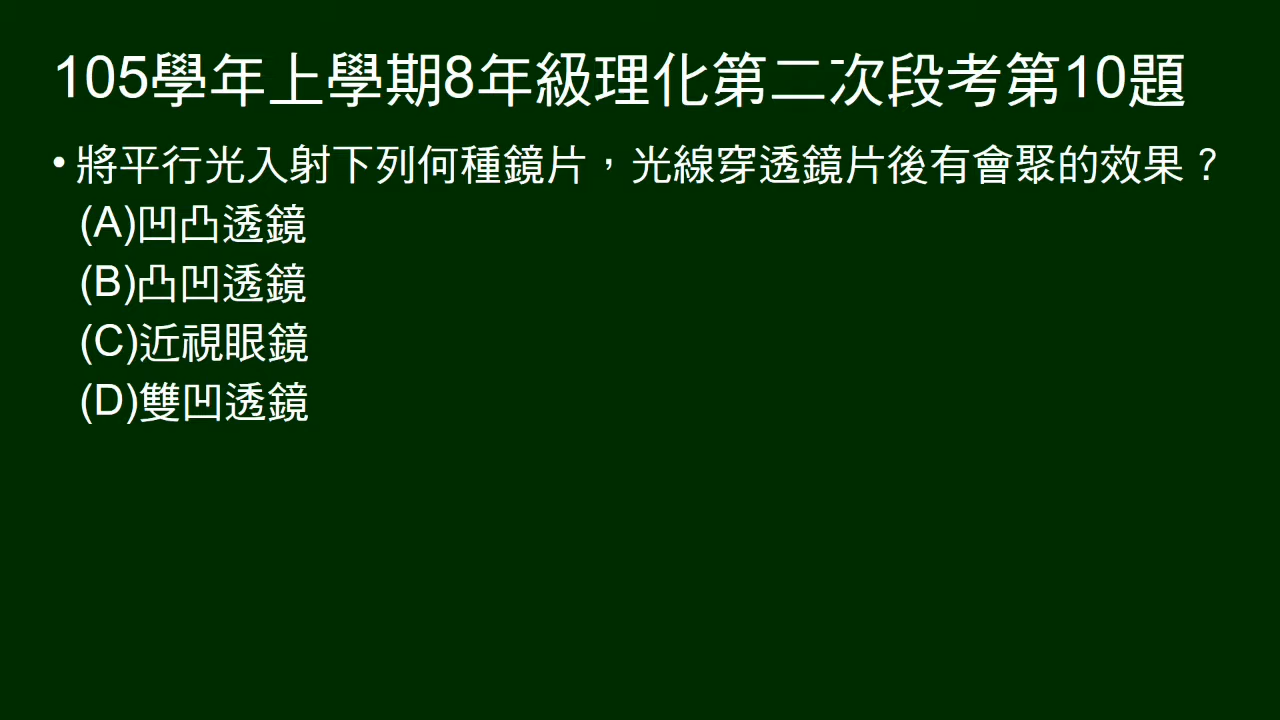 105學年上學期8年級理化第二次段考第10題
•將平行光入射下列何種鏡片，光線穿透鏡片後有會聚的效果？
(A)凹凸透鏡
(B)凸凹透鏡
(C)近視眼鏡
(D)雙凹透鏡